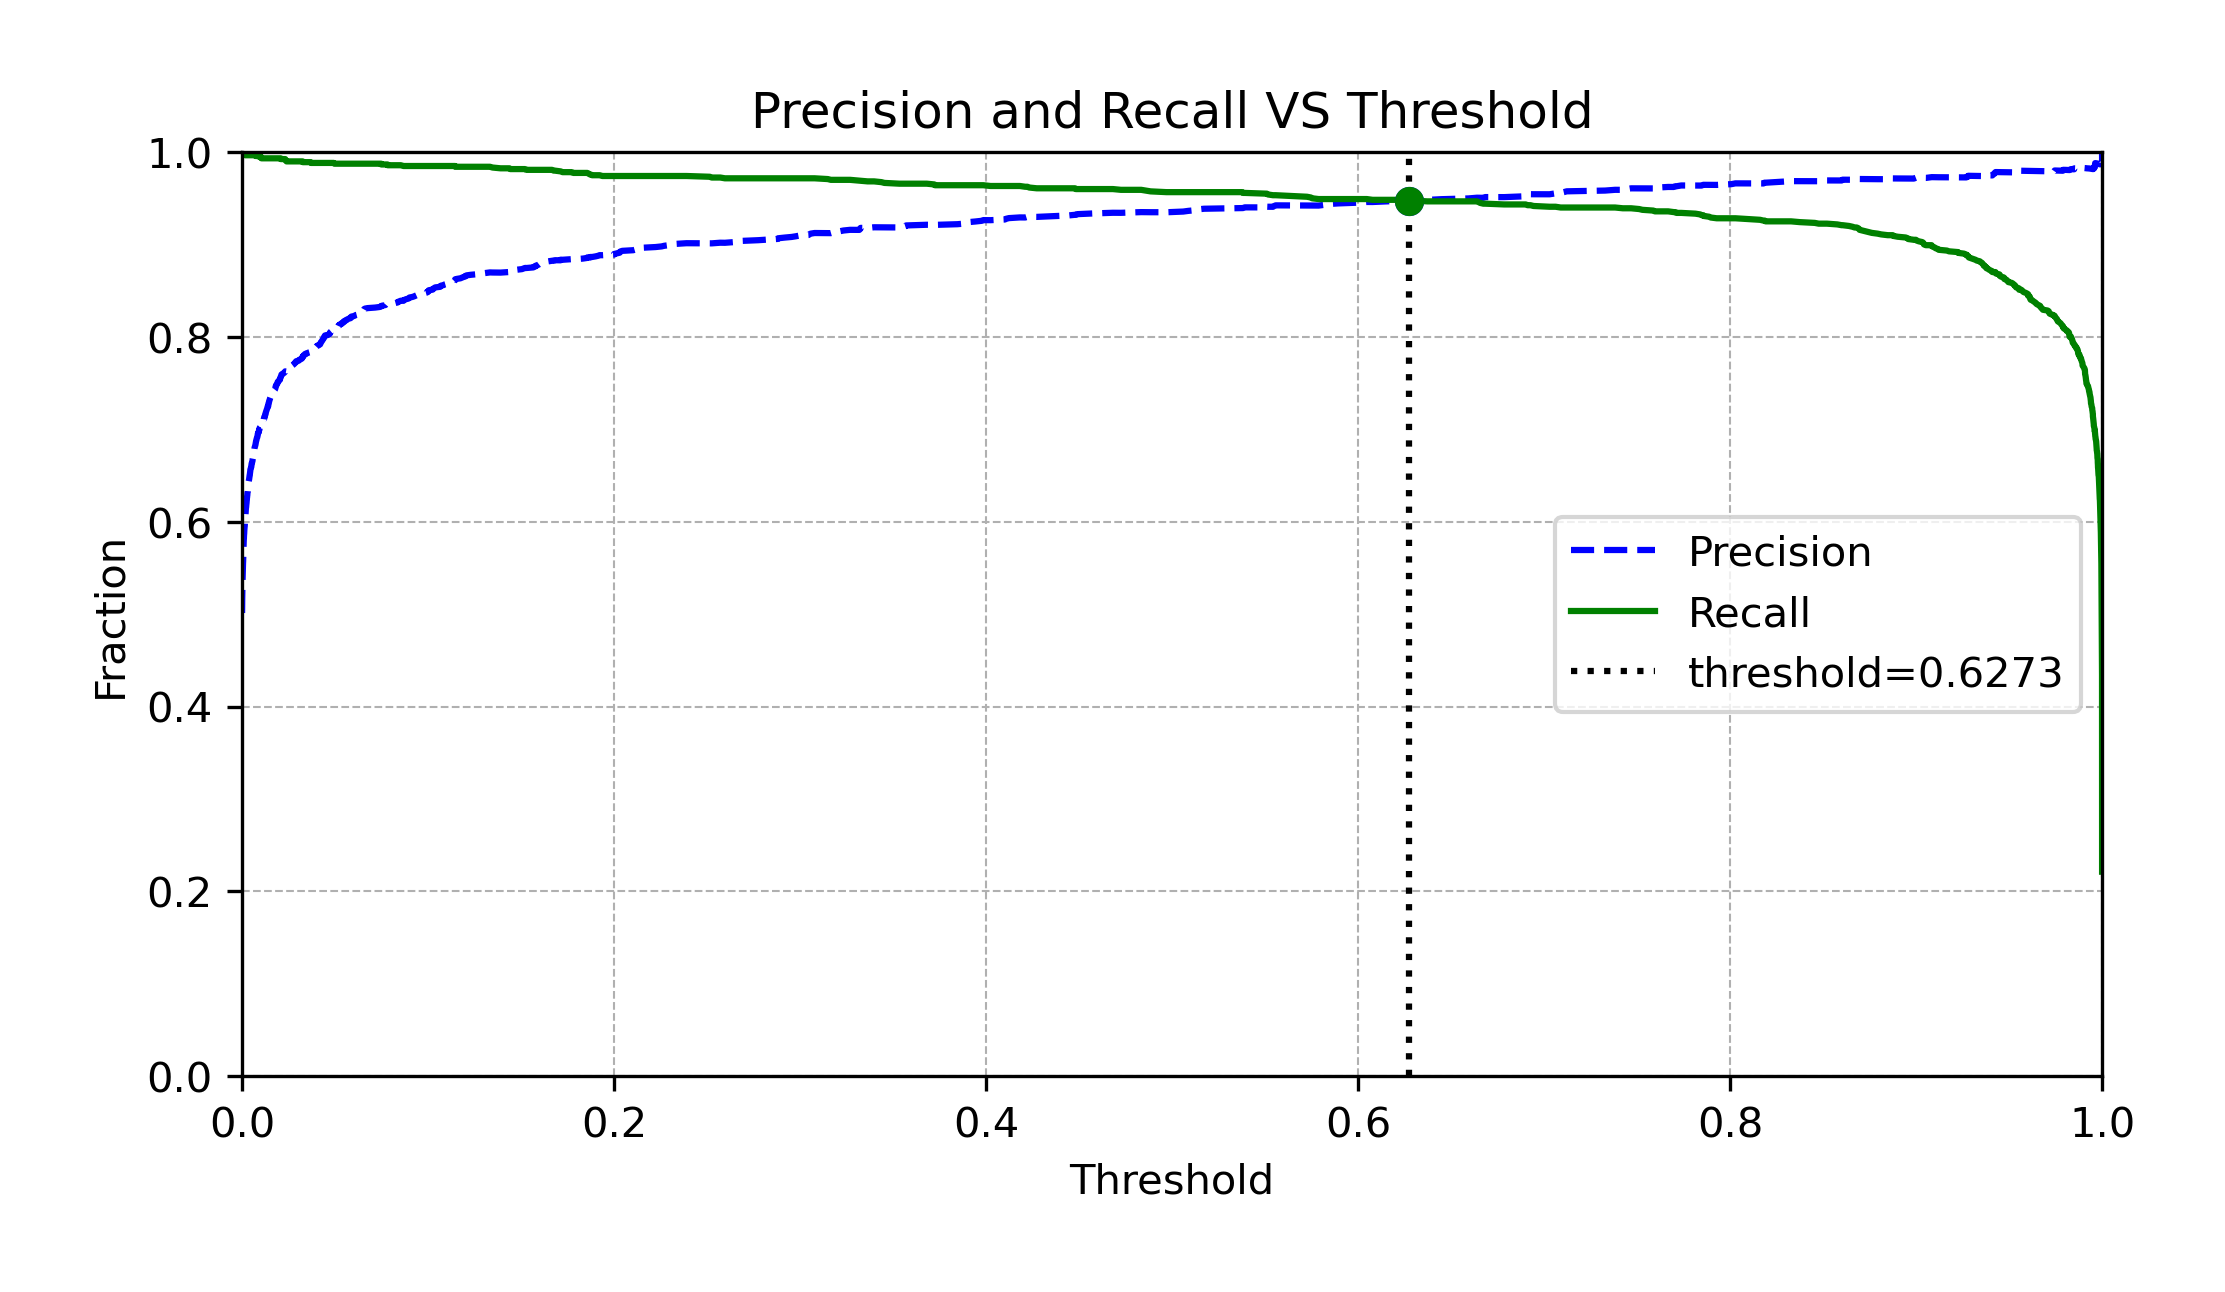 Precision and Recall VS Threshold
1.0
0.8
0.6
0.4
0.2
0.0
Fraction
Precision
Recall
threshold=0.6273
0.0 0.2 0.4 0.6 0.8 1.0
Threshold